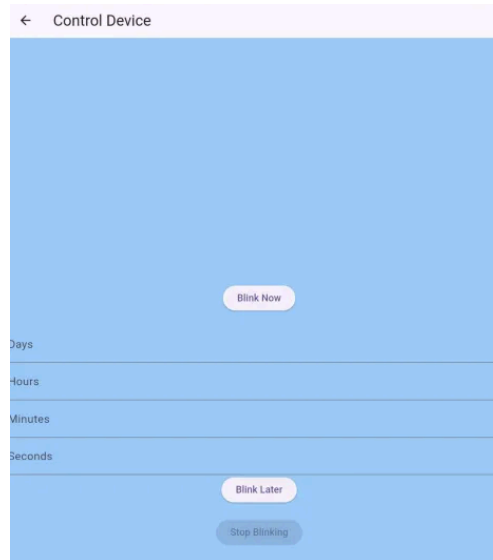 Control Device
Blink Now
Days
Hours
Minutes
Seconds
Blink Later
Stop Blinking